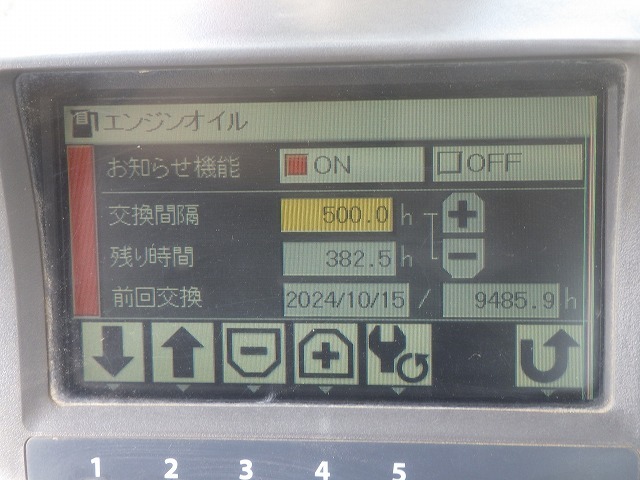 エンジンオイル
お知らせ機能 ON OFF
交換間隔 500.0 h
残り時間 382.5 h
前回交換 2024/10/15 / 9485.9 h
1 2 3 4 5